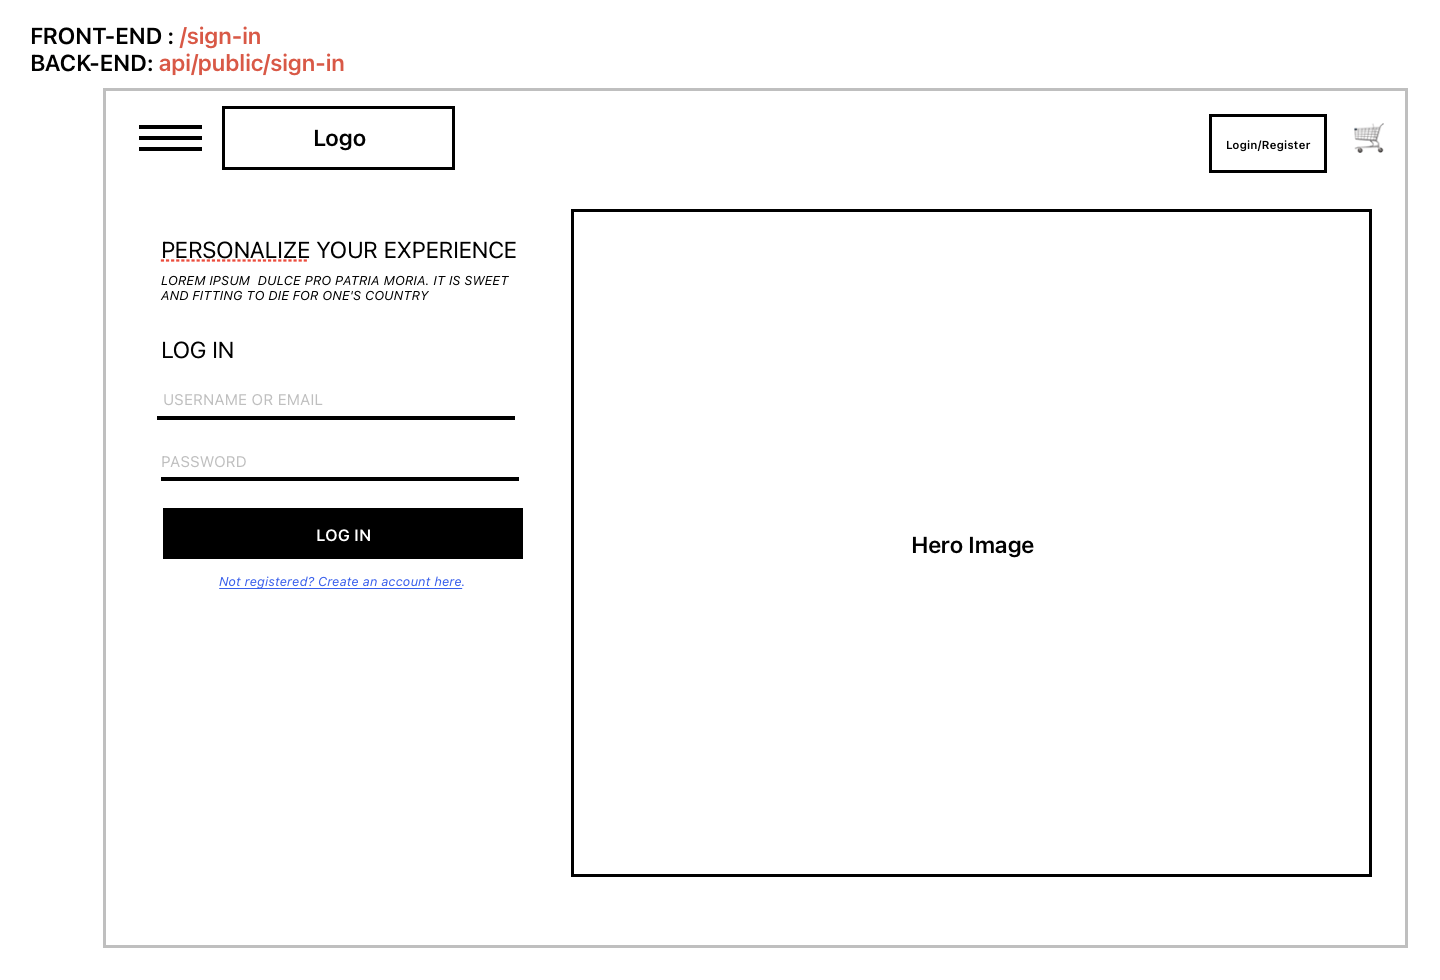 FRONT-END : /sign-in
BACK-END: api/public/sign-in
Logo
Login/Register
PERSONALIZE YOUR EXPERIENCE
LOREM IPSUM  DULCE PRO PATRIA MORIA. IT IS SWEET
AND FITTING TO DIE FOR ONE'S COUNTRY
LOG IN
USERNAME OR EMAIL
PASSWORD
LOG IN
Not registered? Create an account here.
Hero Image